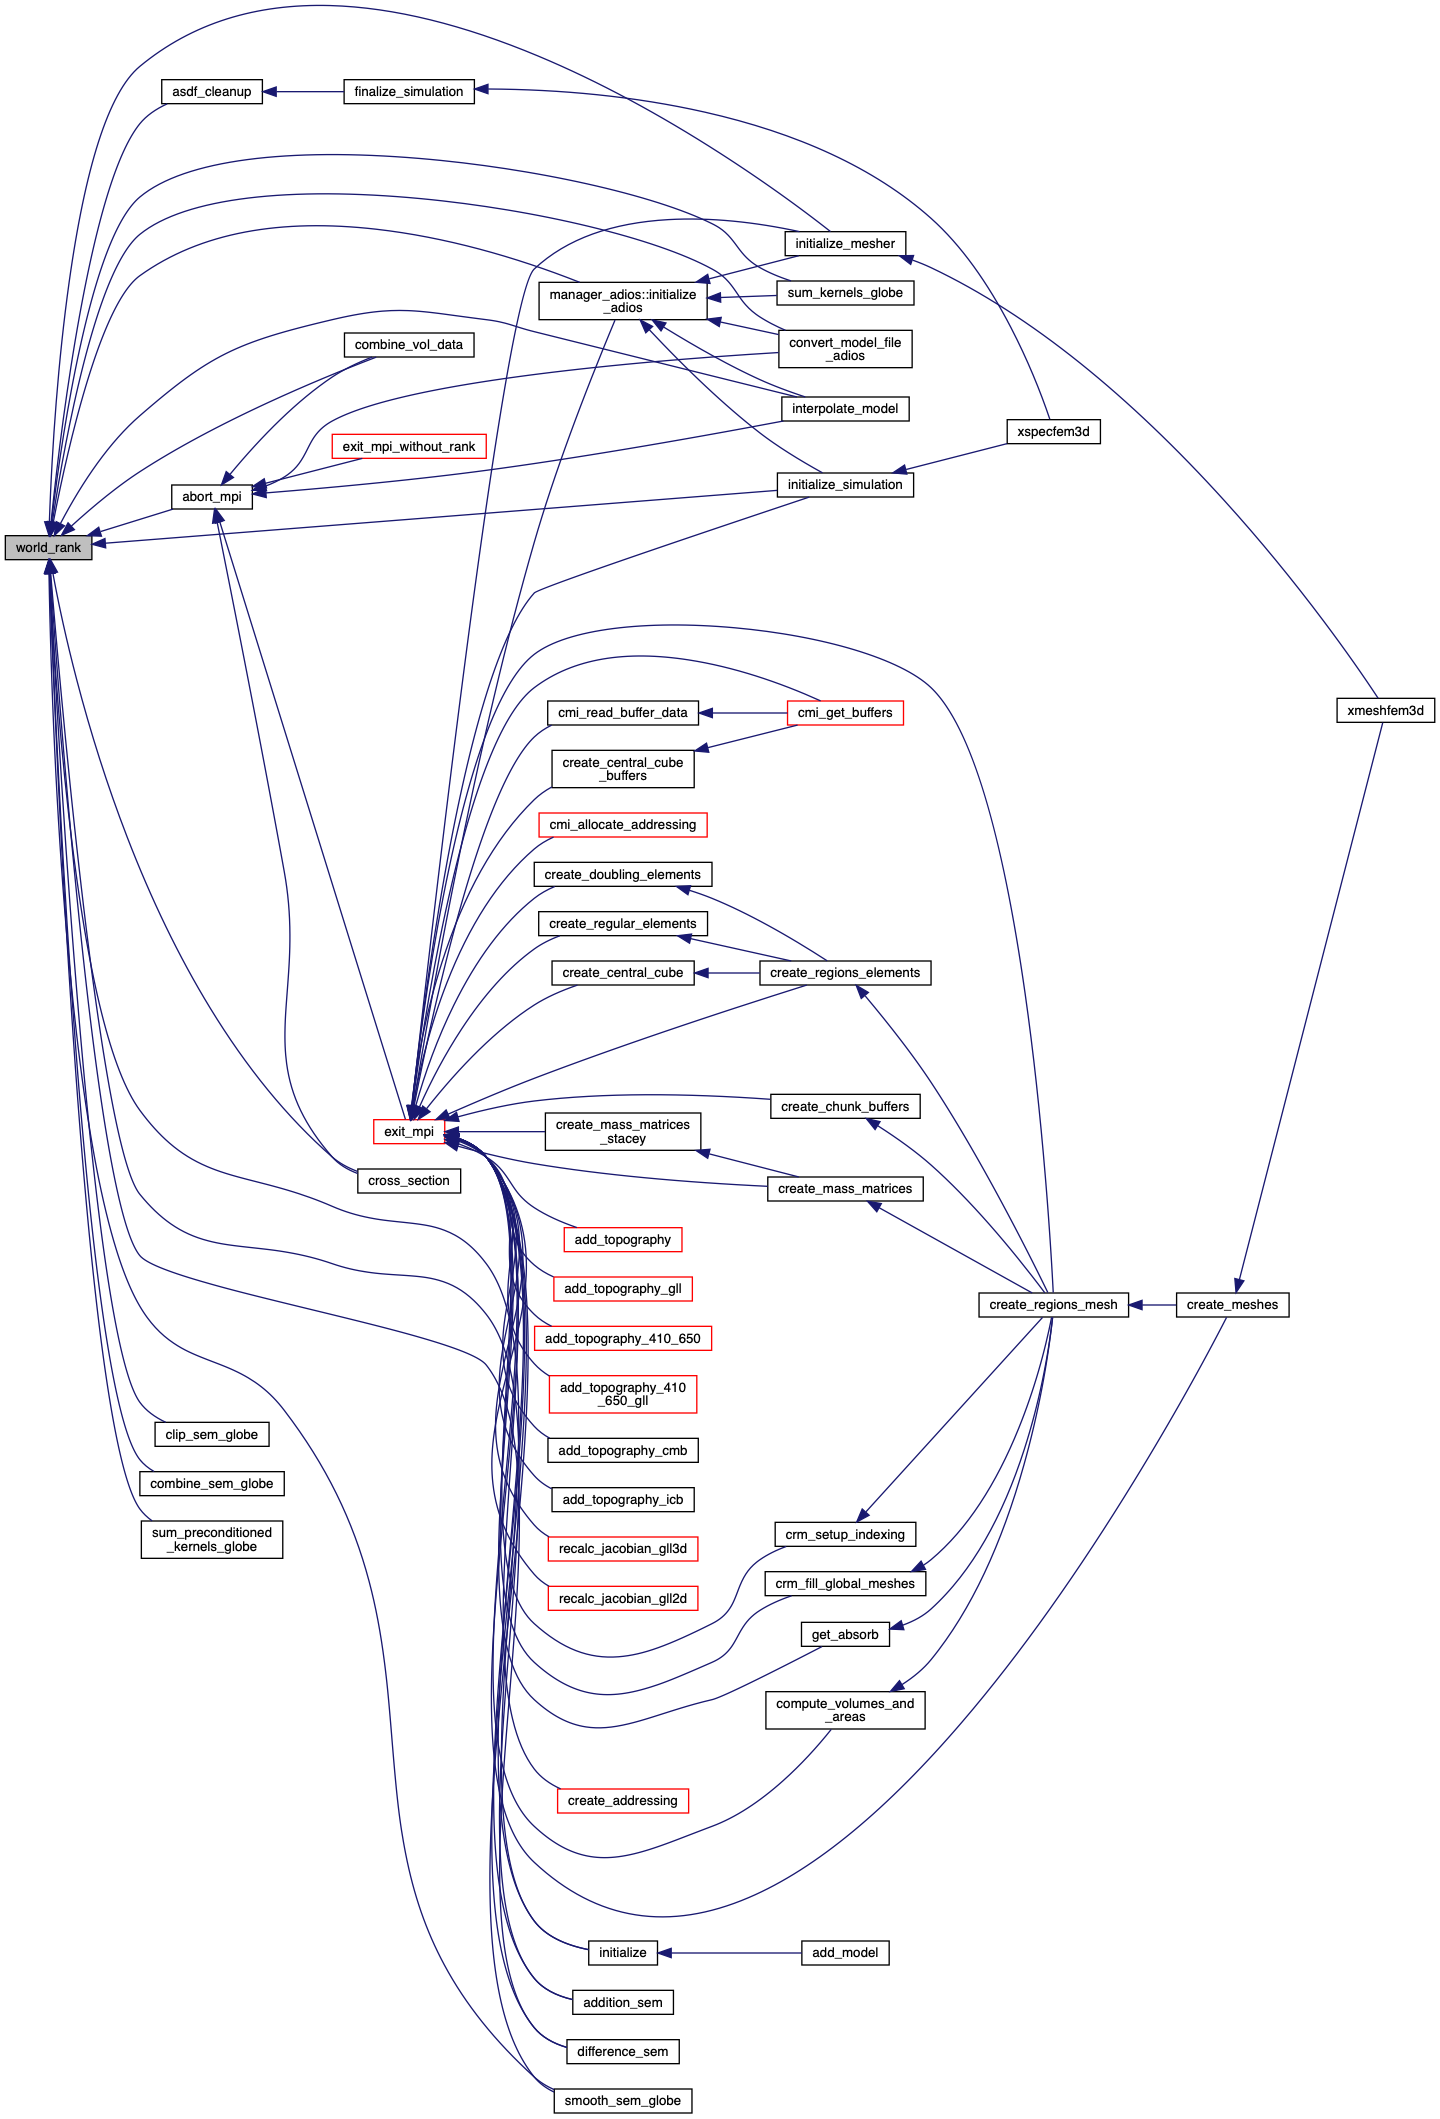 asdf_cleanup
finalize_simulation
initialize_mesher
manager_adios::initialize
_adios
sum_kernels_globe
combine_vol_data
convert_model_file
_adios
interpolate_model
xspecfem3d
exit_mpi_without_rank
abort_mpi
initialize_simulation
world_rank
cmi_read_buffer_data
cmi_get_buffers
xmeshfem3d
create_central_cube
_buffers
cmi_allocate_addressing
create_doubling_elements
create_regular_elements
create_central_cube
create_regions_elements
create_chunk_buffers
exit_mpi
create_mass_matrices
_stacey
cross_section
create_mass_matrices
add_topography
add_topography_gll
create_regions_mesh
create_meshes
add_topography_410_650
add_topography_410
_650_gll
clip_sem_globe
add_topography_cmb
combine_sem_globe
add_topography_icb
sum_preconditioned
_kernels_globe
crm_setup_indexing
recalc_jacobian_gll3d
crm_fill_global_meshes
recalc_jacobian_gll2d
get_absorb
compute_volumes_and
_areas
create_addressing
initialize
add_model
addition_sem
difference_sem
smooth_sem_globe